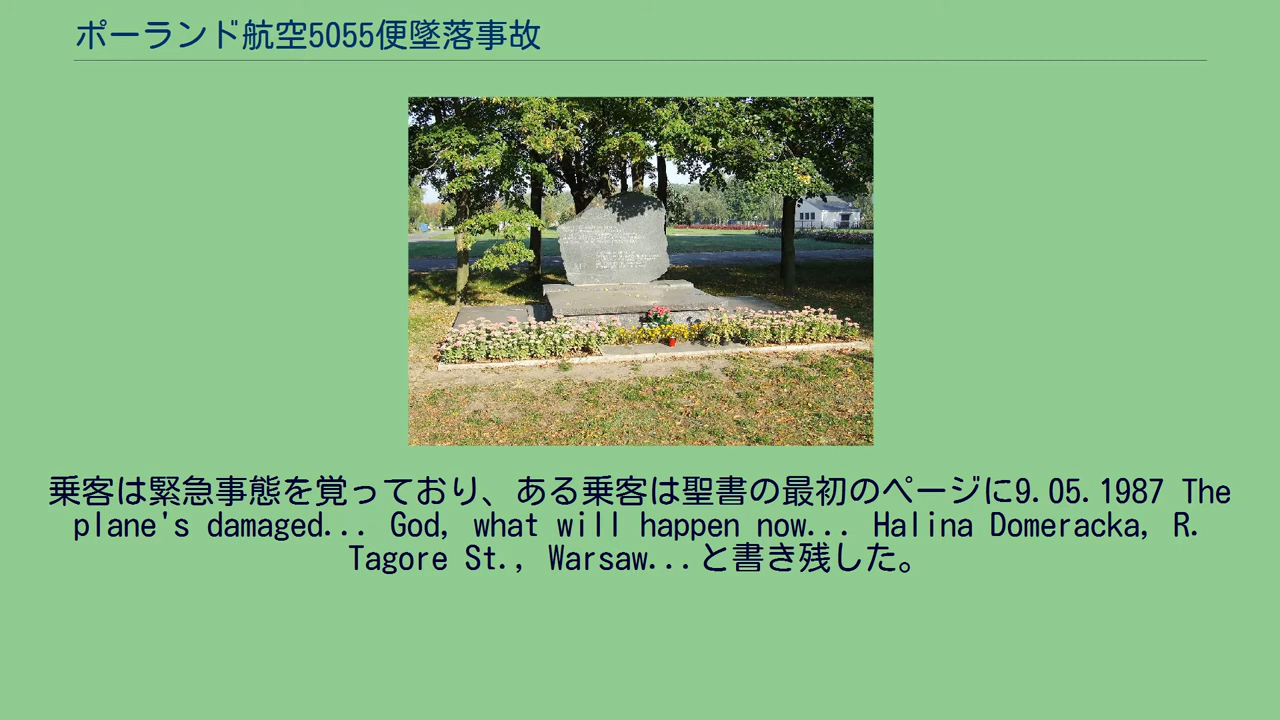 ポーランド航空5055便墜落事故
乗客は緊急事態を覚っており、ある乗客は聖書の最初のページに9.05.1987 The
plane's damaged... God, what will happen now... Halina Domeracka, R.
Tagore St., Warsaw...と書き残した。